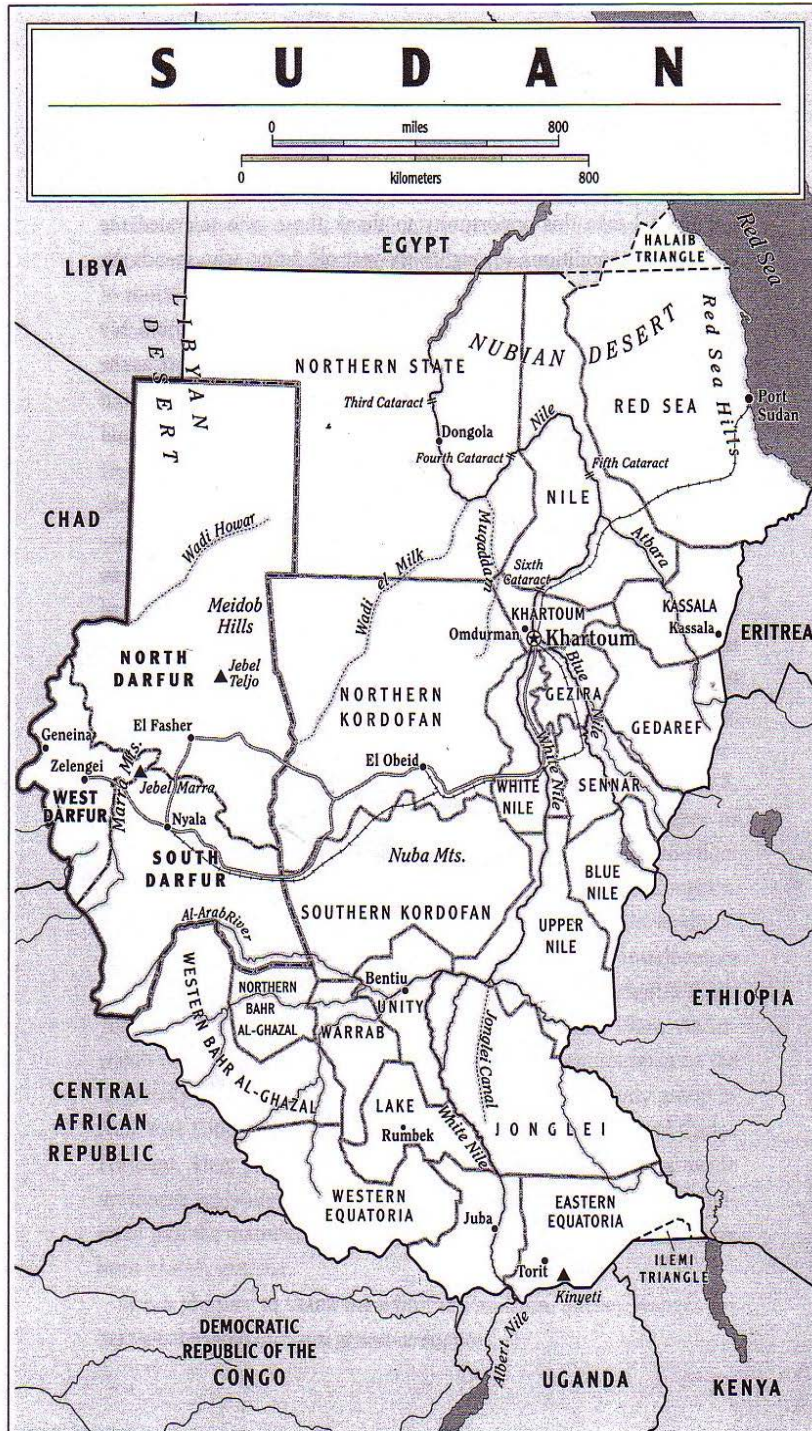 S U D A N
0 miles 800
0 kilometers 800
EGYPT
LIBYA
HALAIB
TRIANGLE
Red Sea
LIBYAN
DESERT
NUBIAN DESERT
NORTHERN STATE
Red Sea Hills
Third Cataract
RED SEA
Port
Sudan
Dongola
Nile
Fourth Cataract
Fifth Cataract
NILE
CHAD
Wadi Howar
Wadi el Milk
Muqaddam
Atbara
Sixth
Cataract
Meidob
Hills
KHARTOUM
Omdurman
Khartoum
KASSALA
Kassala
ERITREA
NORTH
DARFUR
Jebel
Teljo
NORTHERN
KORDOFAN
Blue Nile
GEZIRA
GEDAREF
Geneina
El Fasher
Zelengei
Marra Mts.
Jebel Marra
El Obeid
WHITE
NILE
White Nile
SENNAR
WEST
DARFUR
Nyala
SOUTH
DARFUR
Nuba Mts.
BLUE
NILE
SOUTHERN KORDOFAN
UPPER
NILE
Al-Arab River
Bentiu
UNITY
NORTHERN
BAHR
AL-GHAZAL
WESTERN BAHR AL-GHAZAL
WARRAB
Jonglei Canal
ETHIOPIA
CENTRAL
AFRICAN
REPUBLIC
LAKE
Rumbek
White Nile
JONGLEI
WESTERN
EQUATORIA
Juba
EASTERN
EQUATORIA
Torit
Kinyeti
ILEMI
TRIANGLE
DEMOCRATIC
REPUBLIC OF THE
CONGO
Albert Nile
UGANDA
KENYA